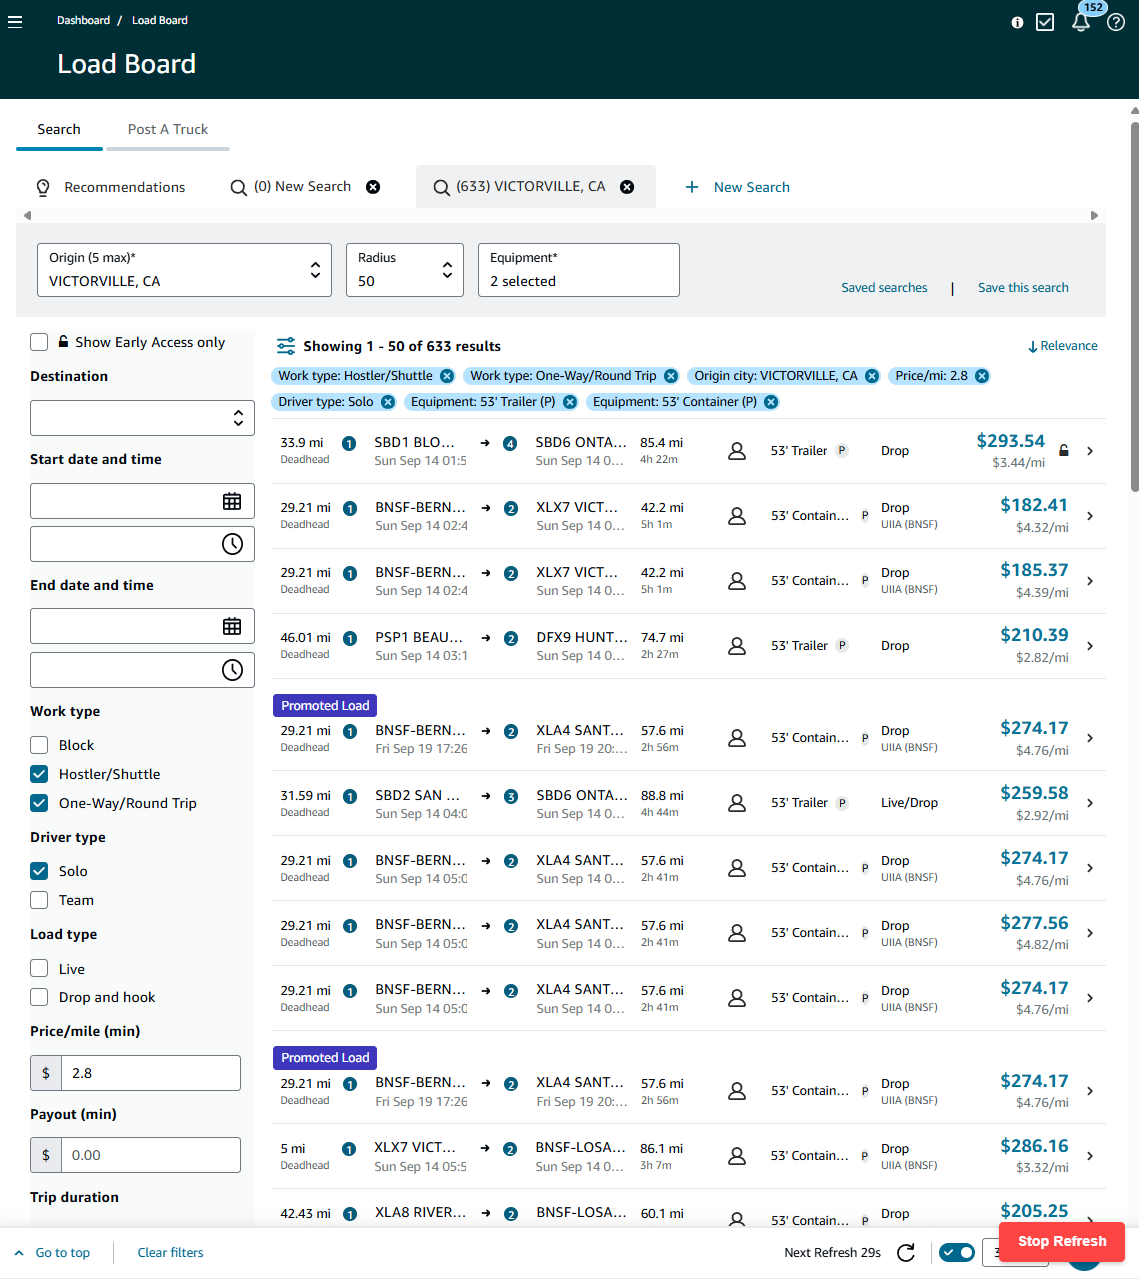 Dashboard / Load Board
152
Load Board
Search
Post A Truck
Recommendations
(0) New Search
(633) VICTORVILLE, CA
+ New Search
Origin (5 max)*
VICTORVILLE, CA
Radius
50
Equipment*
2 selected
Saved searches | Save this search
Show Early Access only
Destination
Start date and time
End date and time
Work type
Block
Hostler/Shuttle
One-Way/Round Trip
Driver type
Solo
Team
Load type
Live
Drop and hook
Price/mile (min)
$ 2.8
Payout (min)
$ 0.00
Trip duration
Showing 1 - 50 of 633 results
Relevance
Work type: Hostler/Shuttle
Work type: One-Way/Round Trip
Origin city: VICTORVILLE, CA
Price/mi: 2.8
Driver type: Solo
Equipment: 53' Trailer (P)
Equipment: 53' Container (P)
33.9 mi 1 SBD1 BLO... 4 SBD6 ONTA... 85.4 mi 53' Trailer P Drop $293.54
Deadhead Sun Sep 14 01:5 Sun Sep 14 0... 4h 22m $3.44/mi
29.21 mi 1 BNSF-BERN... 2 XLX7 VICT... 42.2 mi 53' Contain... P Drop $182.41
Deadhead Sun Sep 14 02:4 Sun Sep 14 0... 5h 1m UIIA (BNSF) $4.32/mi
29.21 mi 1 BNSF-BERN... 2 XLX7 VICT... 42.2 mi 53' Contain... P Drop $185.37
Deadhead Sun Sep 14 02:4 Sun Sep 14 0... 5h 1m UIIA (BNSF) $4.39/mi
46.01 mi 1 PSP1 BEAU... 2 DFX9 HUNT... 74.7 mi 53' Trailer P Drop $210.39
Deadhead Sun Sep 14 03:1 Sun Sep 14 0... 2h 27m $2.82/mi
Promoted Load
29.21 mi 1 BNSF-BERN... 2 XLA4 SANT... 57.6 mi 53' Contain... P Drop $274.17
Deadhead Fri Sep 19 17:26 Fri Sep 19 20:... 2h 56m UIIA (BNSF) $4.76/mi
31.59 mi 1 SBD2 SAN ... 3 SBD6 ONTA... 88.8 mi 53' Trailer P Live/Drop $259.58
Deadhead Sun Sep 14 04:0 Sun Sep 14 0... 4h 44m $2.92/mi
29.21 mi 1 BNSF-BERN... 2 XLA4 SANT... 57.6 mi 53' Contain... P Drop $274.17
Deadhead Sun Sep 14 05:0 Sun Sep 14 0... 2h 41m UIIA (BNSF) $4.76/mi
29.21 mi 1 BNSF-BERN... 2 XLA4 SANT... 57.6 mi 53' Contain... P Drop $277.56
Deadhead Sun Sep 14 05:0 Sun Sep 14 0... 2h 41m UIIA (BNSF) $4.82/mi
29.21 mi 1 BNSF-BERN... 2 XLA4 SANT... 57.6 mi 53' Contain... P Drop $274.17
Deadhead Sun Sep 14 05:0 Sun Sep 14 0... 2h 41m UIIA (BNSF) $4.76/mi
Promoted Load
29.21 mi 1 BNSF-BERN... 2 XLA4 SANT... 57.6 mi 53' Contain... P Drop $274.17
Deadhead Fri Sep 19 17:26 Fri Sep 19 20:... 2h 56m UIIA (BNSF) $4.76/mi
5 mi 1 XLX7 VICT... 2 BNSF-LOSA... 86.1 mi 53' Contain... P Drop $286.16
Deadhead Sun Sep 14 05:5 Sun Sep 14 0... 3h 7m UIIA (BNSF) $3.32/mi
42.43 mi 1 XLA8 RIVER... 2 BNSF-LOSA... 60.1 mi 53' Contain... P Drop $205.25
Go to top
Clear filters
Next Refresh 29s
3
Stop Refresh